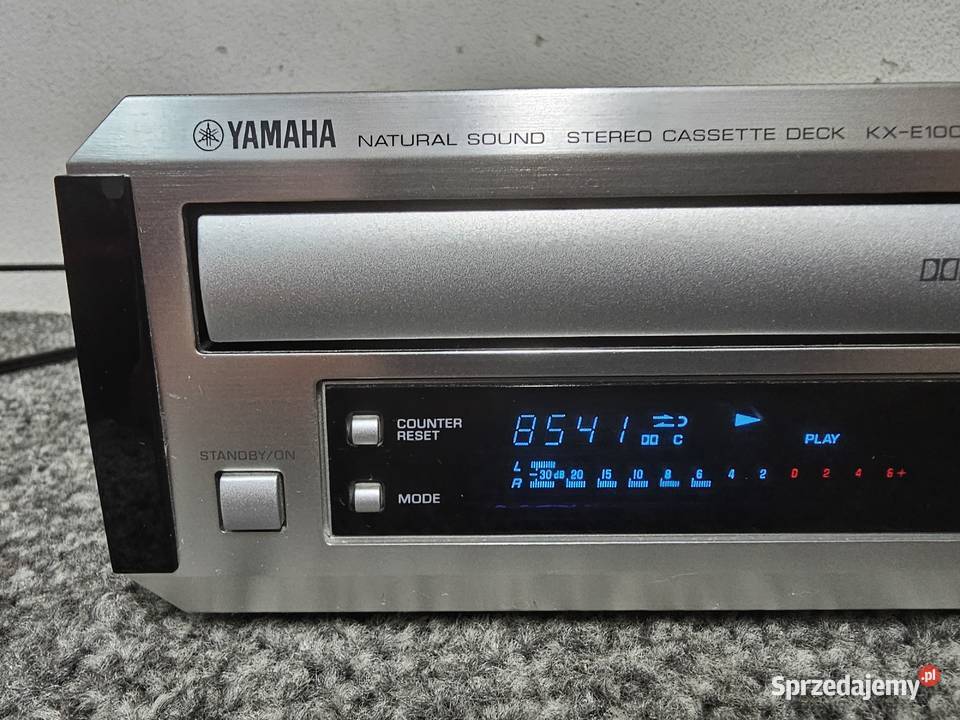 YAMAHA NATURAL SOUND STEREO CASSETTE DECK KX-E100
COUNTER
RESET
8541
C
PLAY
STANDBY/ON
L
-30 dB 20 15 10 8 6 4 2 0 2 4 6+
R
MODE
Sprzedajemy.pl